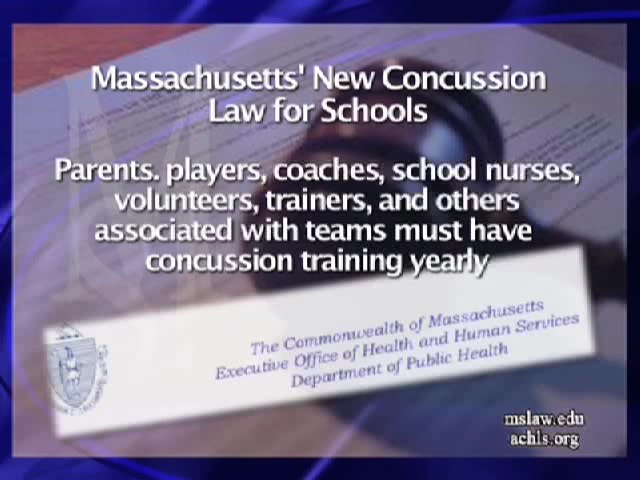 Massachusetts' New Concussion
Law for Schools
Parents. players, coaches, school nurses,
volunteers, trainers, and others
associated with teams must have
concussion training yearly
The Commonwealth of Massachusetts
Executive Office of Health and Human Services
Department of Public Health
mslaw.edu
achls.org